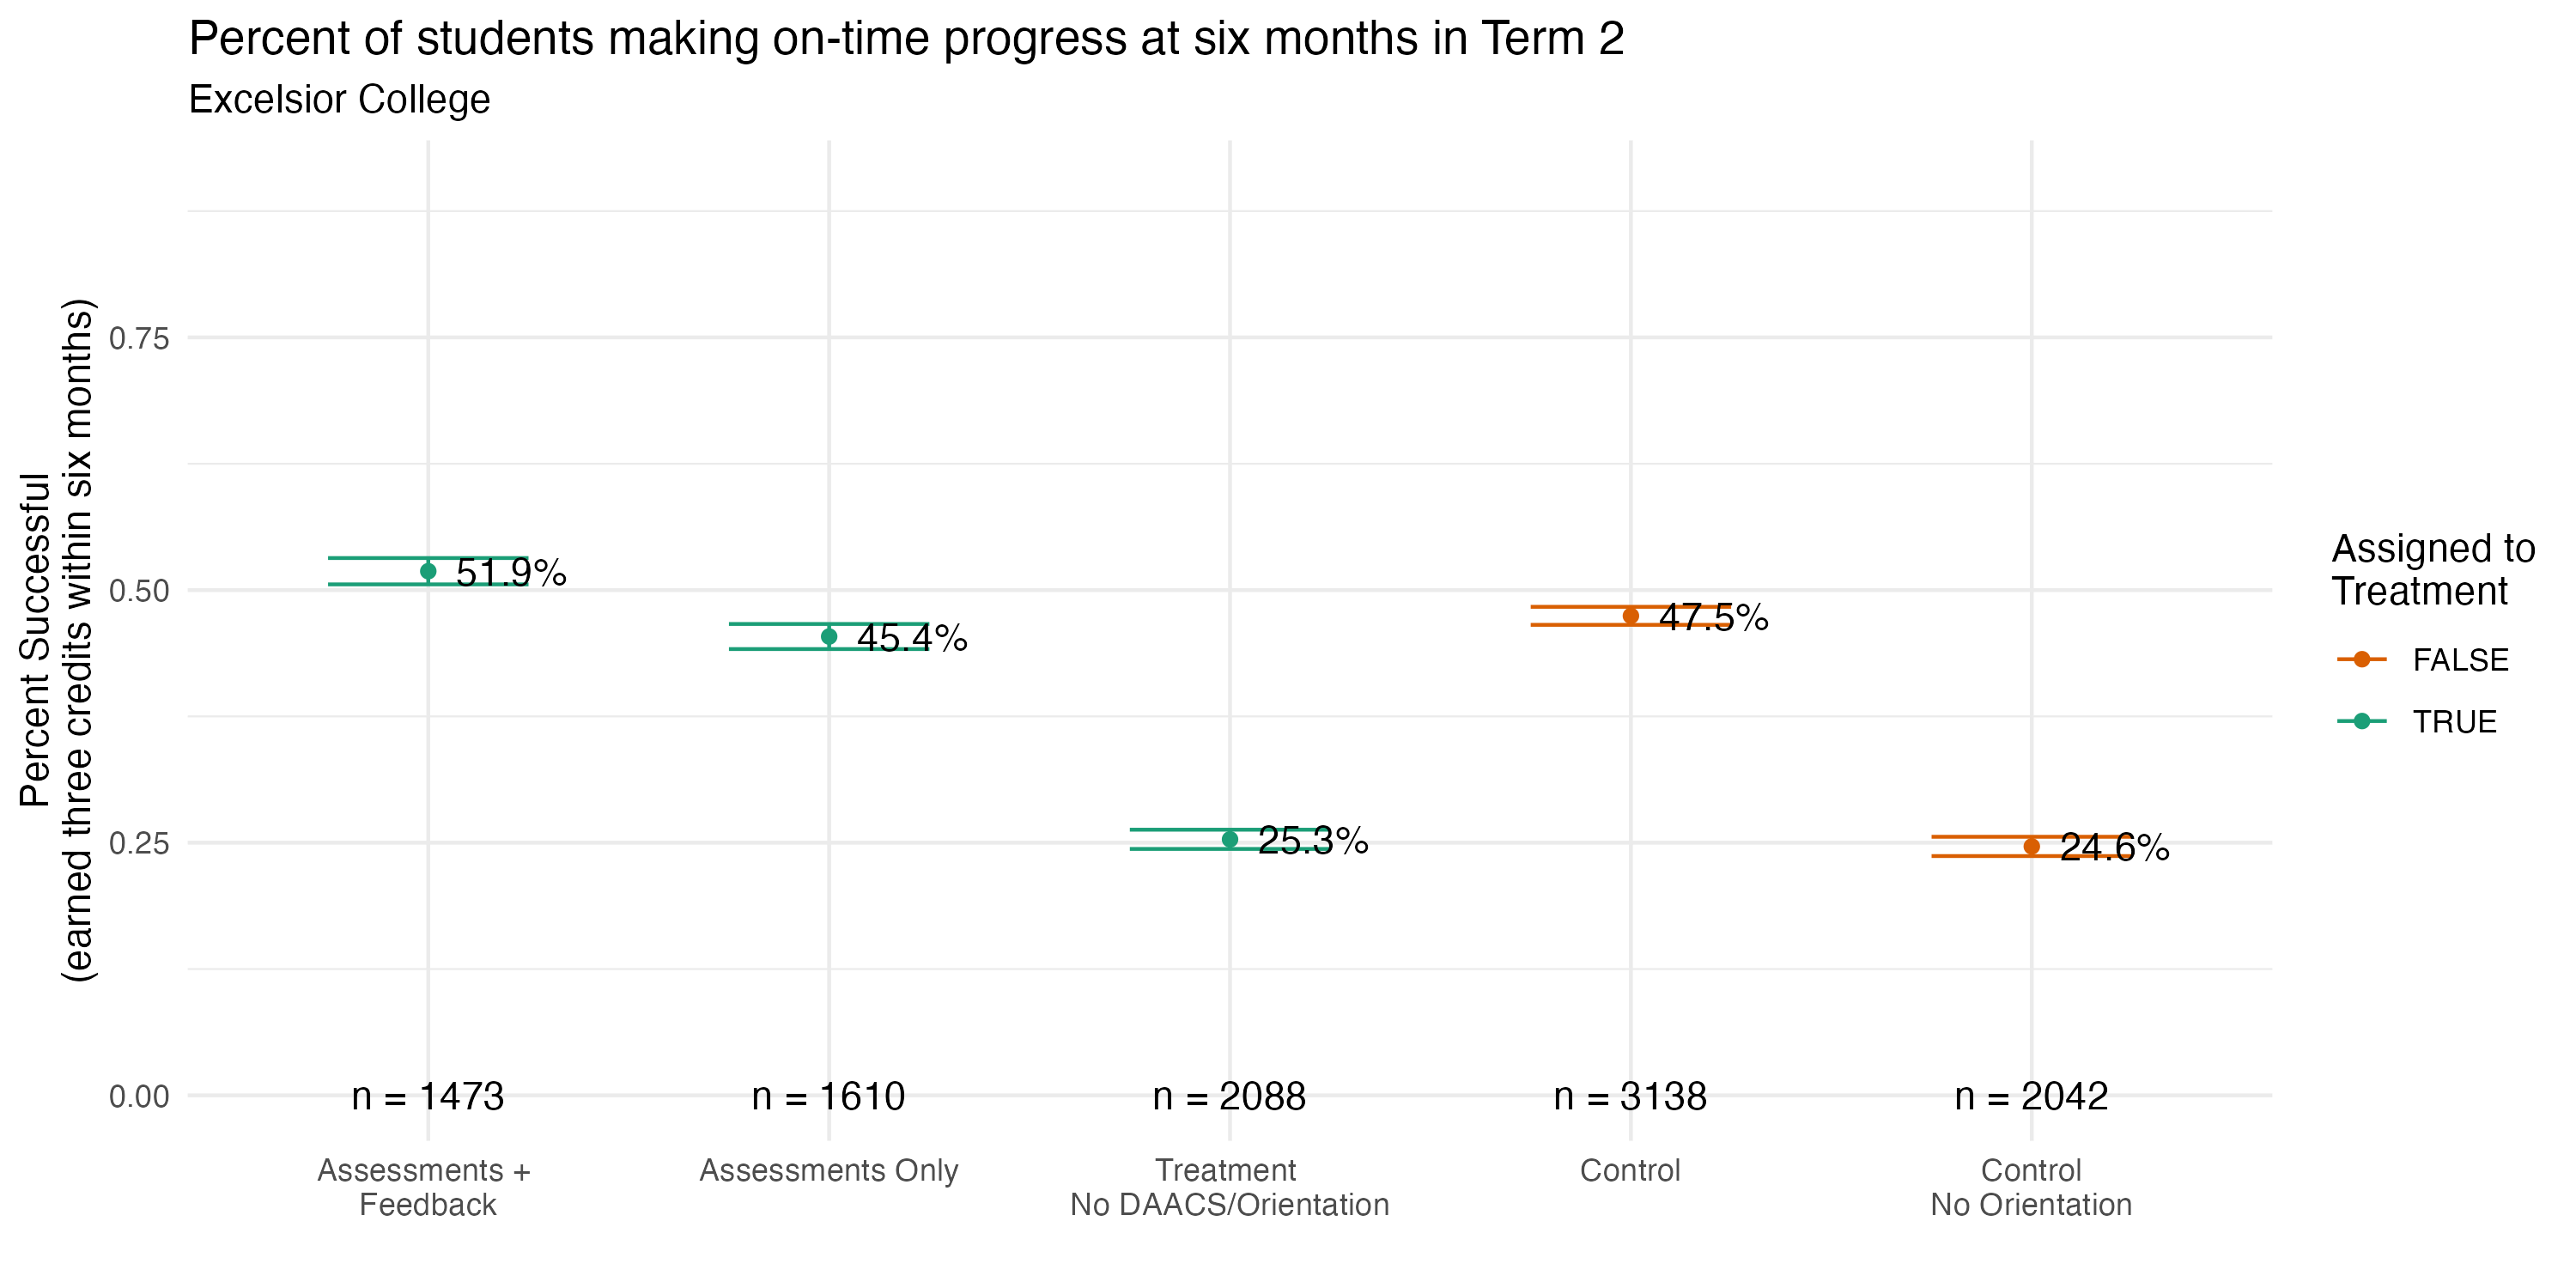 Percent of students making on-time progress at six months in Term 2
Excelsior College
Percent Successful
(earned three credits within six months)
0.75
0.50
0.25
0.00
51.9%
45.4%
25.3%
47.5%
24.6%
n = 1473
n = 1610
n = 2088
n = 3138
n = 2042
Assessments +
Feedback
Assessments Only
Treatment
No DAACS/Orientation
Control
Control
No Orientation
Assigned to
Treatment
FALSE
TRUE